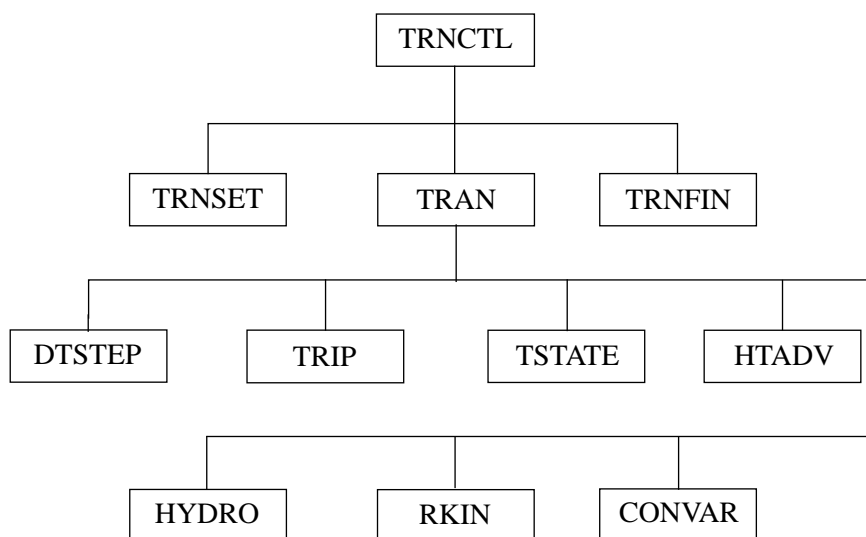 TRNCTL
TRNSET
TRAN
TRNFIN
DTSTEP
TRIP
TSTATE
HTADV
HYDRO
RKIN
CONVAR